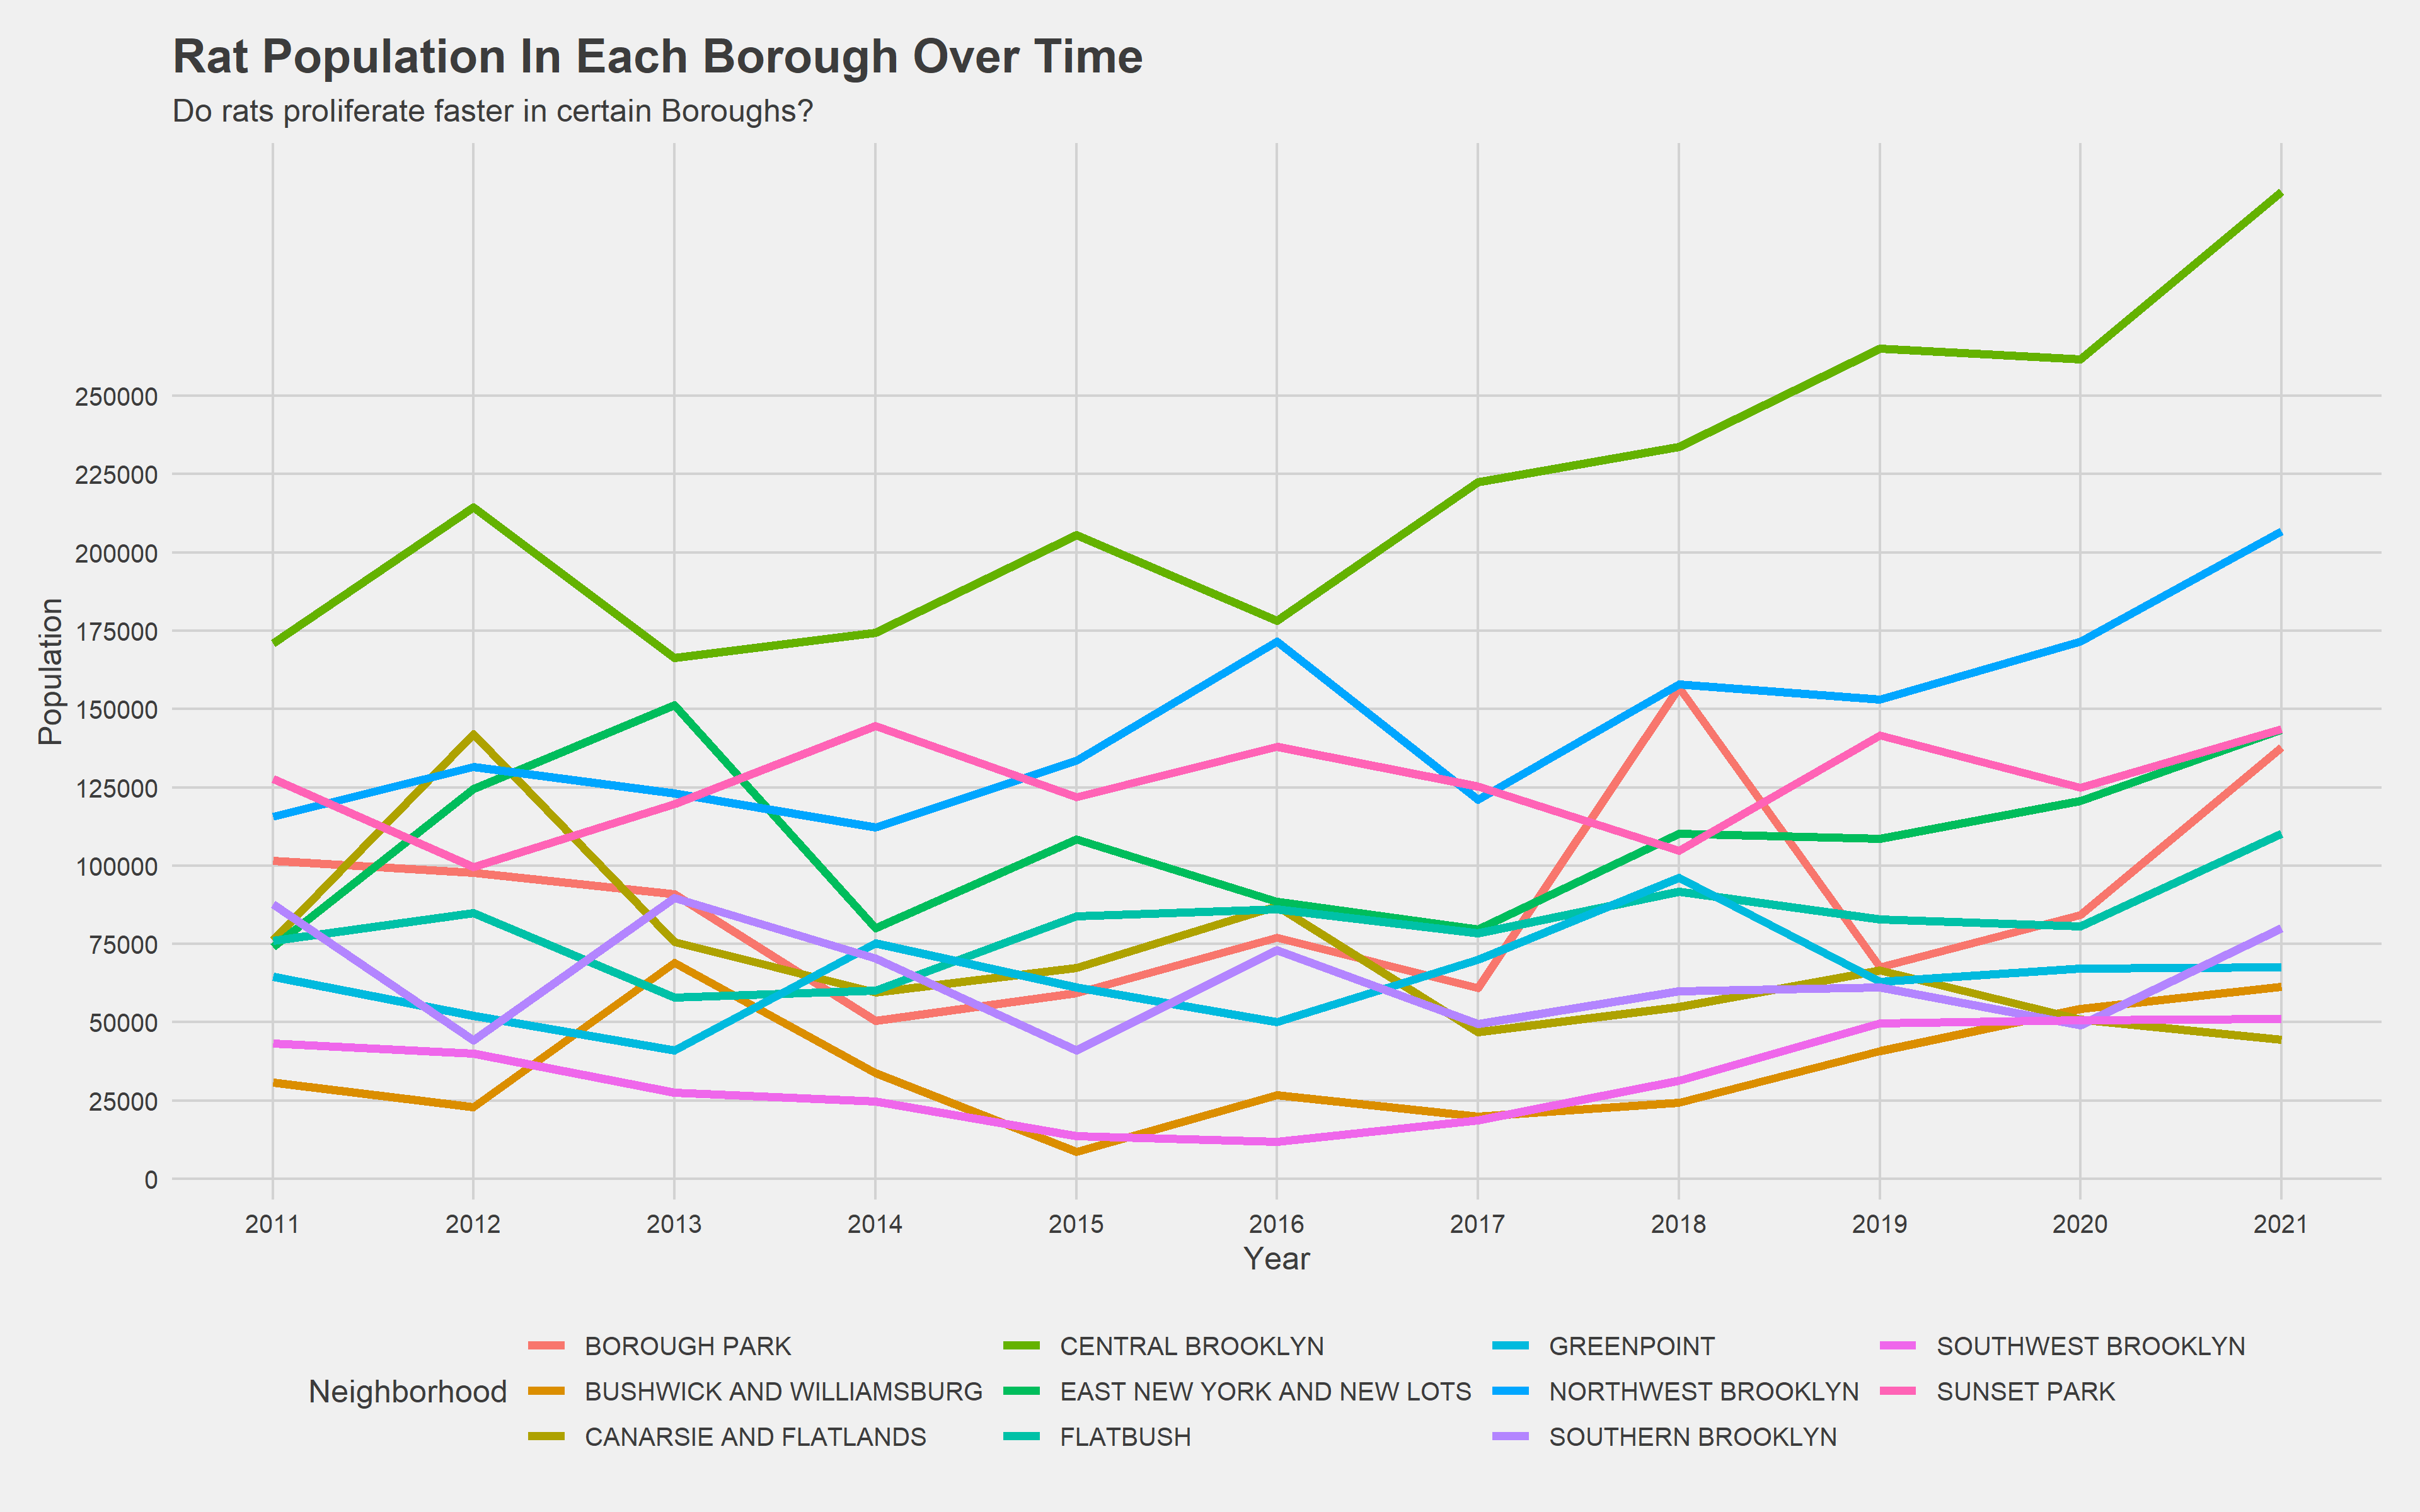 Rat Population In Each Borough Over Time
Do rats proliferate faster in certain Boroughs?
Population
250000
225000
200000
175000
150000
125000
100000
75000
50000
25000
0
2011 2012 2013 2014 2015 2016 2017 2018 2019 2020 2021
Year
Neighborhood
BOROUGH PARK
BUSHWICK AND WILLIAMSBURG
CANARSIE AND FLATLANDS
CENTRAL BROOKLYN
EAST NEW YORK AND NEW LOTS
FLATBUSH
GREENPOINT
NORTHWEST BROOKLYN
SOUTHERN BROOKLYN
SOUTHWEST BROOKLYN
SUNSET PARK